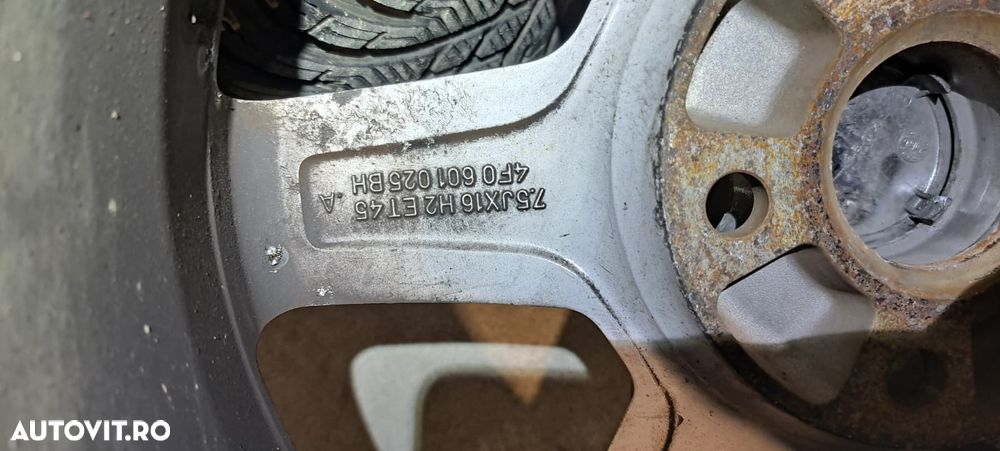 7.5JX16 H2 ET45
4F0 601 025 BH
A
AUTOVIT.RO